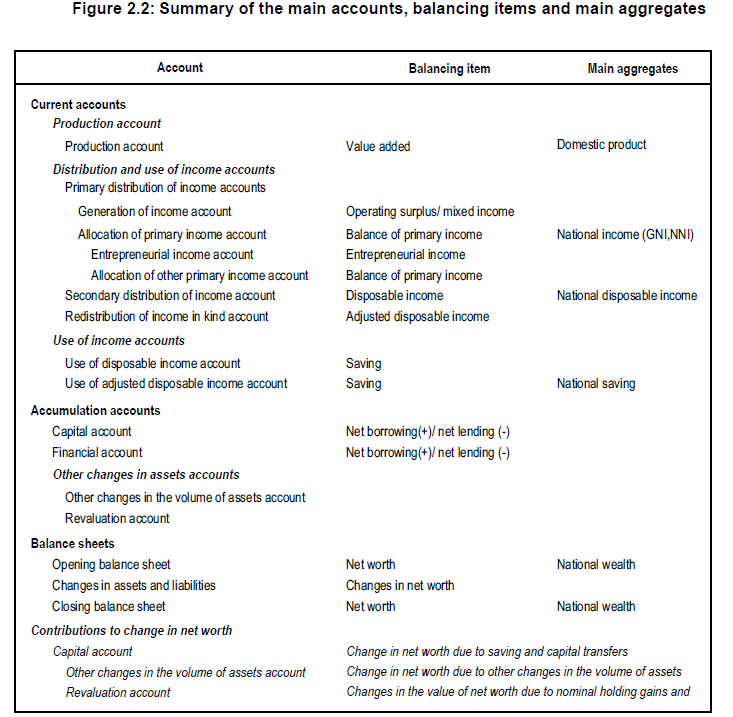 Figure 2.2: Summary of the main accounts, balancing items and main aggregates
Account Balancing item Main aggregates
Current accounts
Production account
Production account Value added Domestic product
Distribution and use of income accounts
Primary distribution of income accounts
Generation of income account Operating surplus/ mixed income
Allocation of primary income account Balance of primary income National income (GNI,NNI)
Entrepreneurial income account Entrepreneurial income
Allocation of other primary income account Balance of primary income
Secondary distribution of income account Disposable income National disposable income
Redistribution of income in kind account Adjusted disposable income
Use of income accounts
Use of disposable income account Saving
Use of adjusted disposable income account Saving National saving
Accumulation accounts
Capital account Net borrowing(+)/ net lending (-)
Financial account Net borrowing(+)/ net lending (-)
Other changes in assets accounts
Other changes in the volume of assets account
Revaluation account
Balance sheets
Opening balance sheet Net worth National wealth
Changes in assets and liabilities Changes in net worth
Closing balance sheet Net worth National wealth
Contributions to change in net worth
Capital account Change in net worth due to saving and capital transfers
Other changes in the volume of assets account Change in net worth due to other changes in the volume of assets
Revaluation account Changes in the value of net worth due to nominal holding gains and